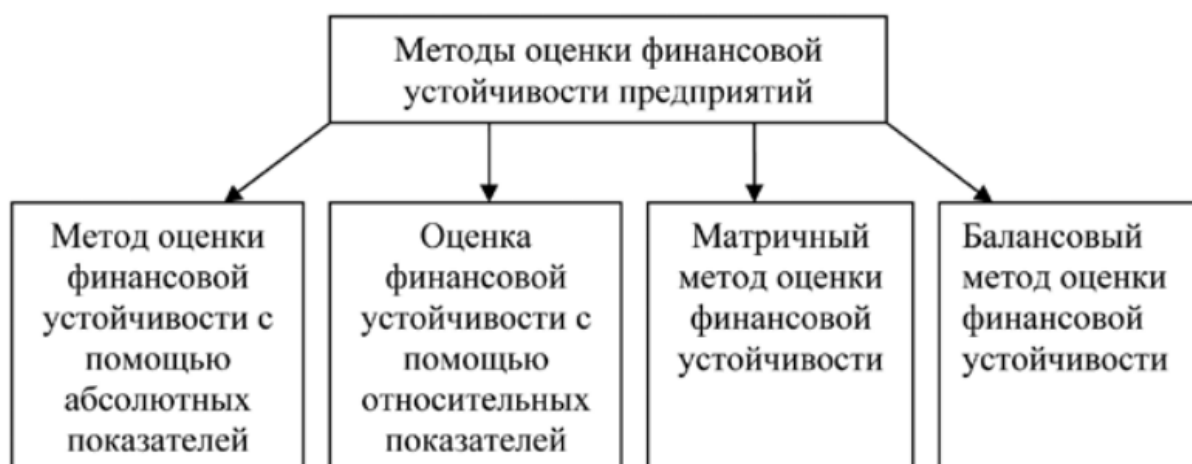 Методы оценки финансовой
устойчивости предприятий
Метод оценки
финансовой
устойчивости с
помощью
абсолютных
показателей
Оценка
финансовой
устойчивости с
помощью
относительных
показателей
Матричный
метод оценки
финансовой
устойчивости
Балансовый
метод оценки
финансовой
устойчивости